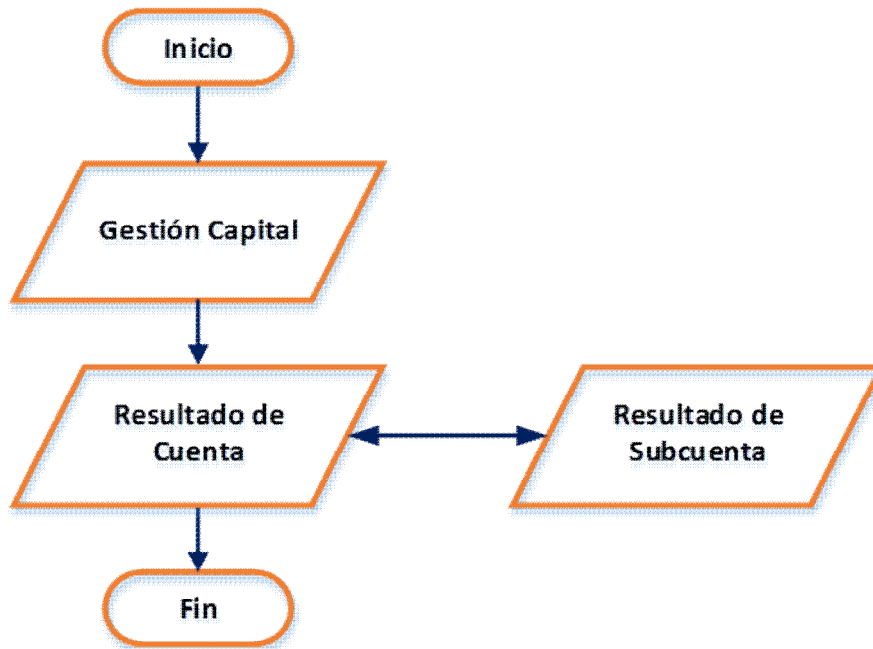 Inicio
Gestión Capital
Resultado de
Cuenta
Resultado de
Subcuenta
Fin